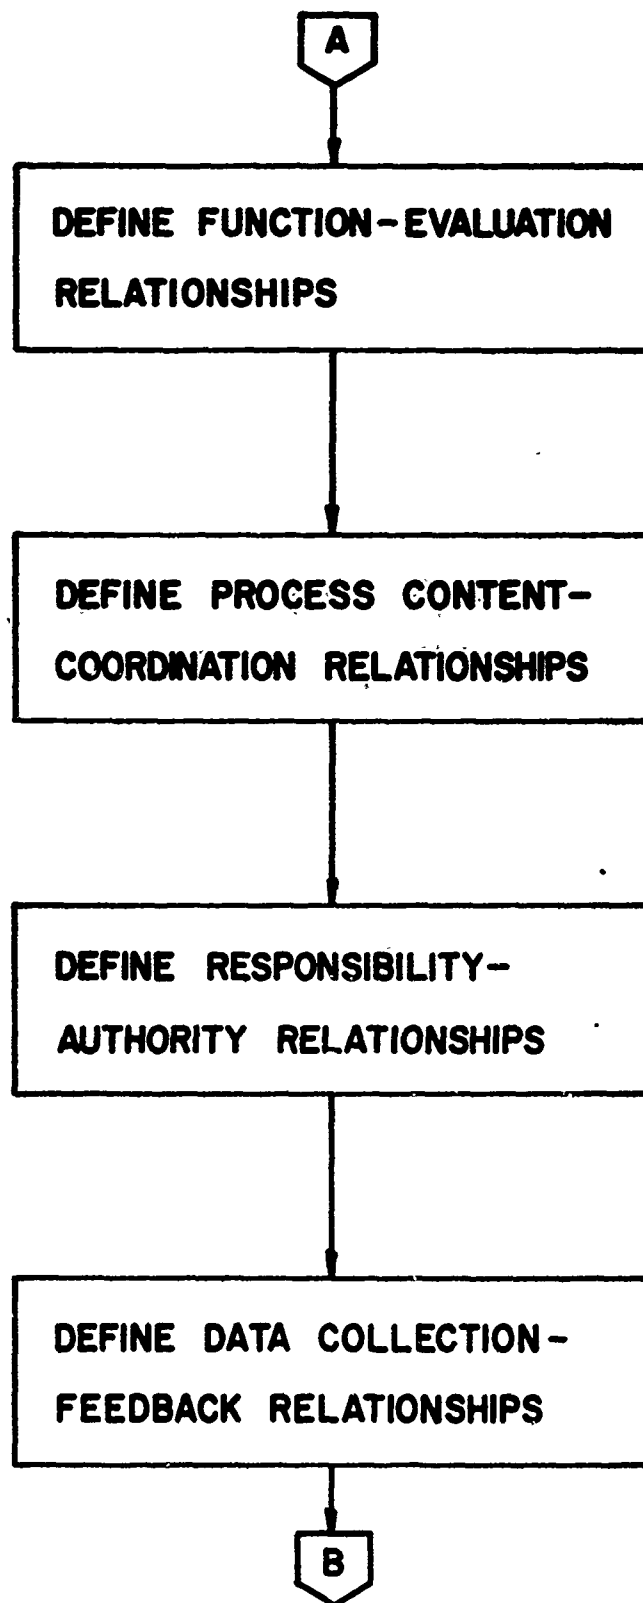 A
DEFINE FUNCTION-EVALUATION
RELATIONSHIPS
DEFINE PROCESS CONTENT-
COORDINATION RELATIONSHIPS
DEFINE RESPONSIBILITY-
AUTHORITY RELATIONSHIPS
DEFINE DATA COLLECTION-
FEEDBACK RELATIONSHIPS
B